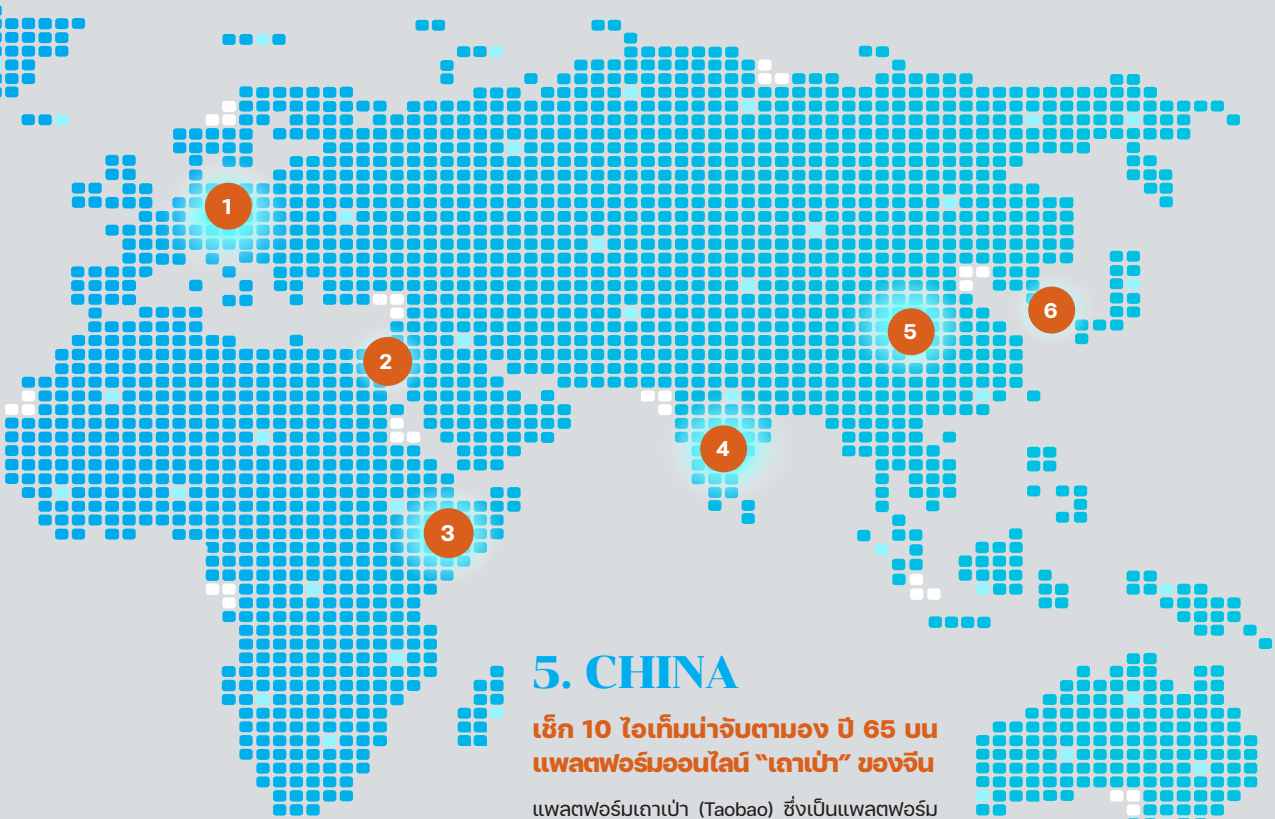 1
2
3
4
5
6
5. CHINA
เช็ก 10 ไอเท็มน่าจับตามอง ปี 65 บน
แพลตฟอร์มออนไลน์ “เถาเป่า” ของจีน
แพลตฟอร์มเถาเป่า (Taobao) ซึ่งเป็นแพลตฟอร์ม